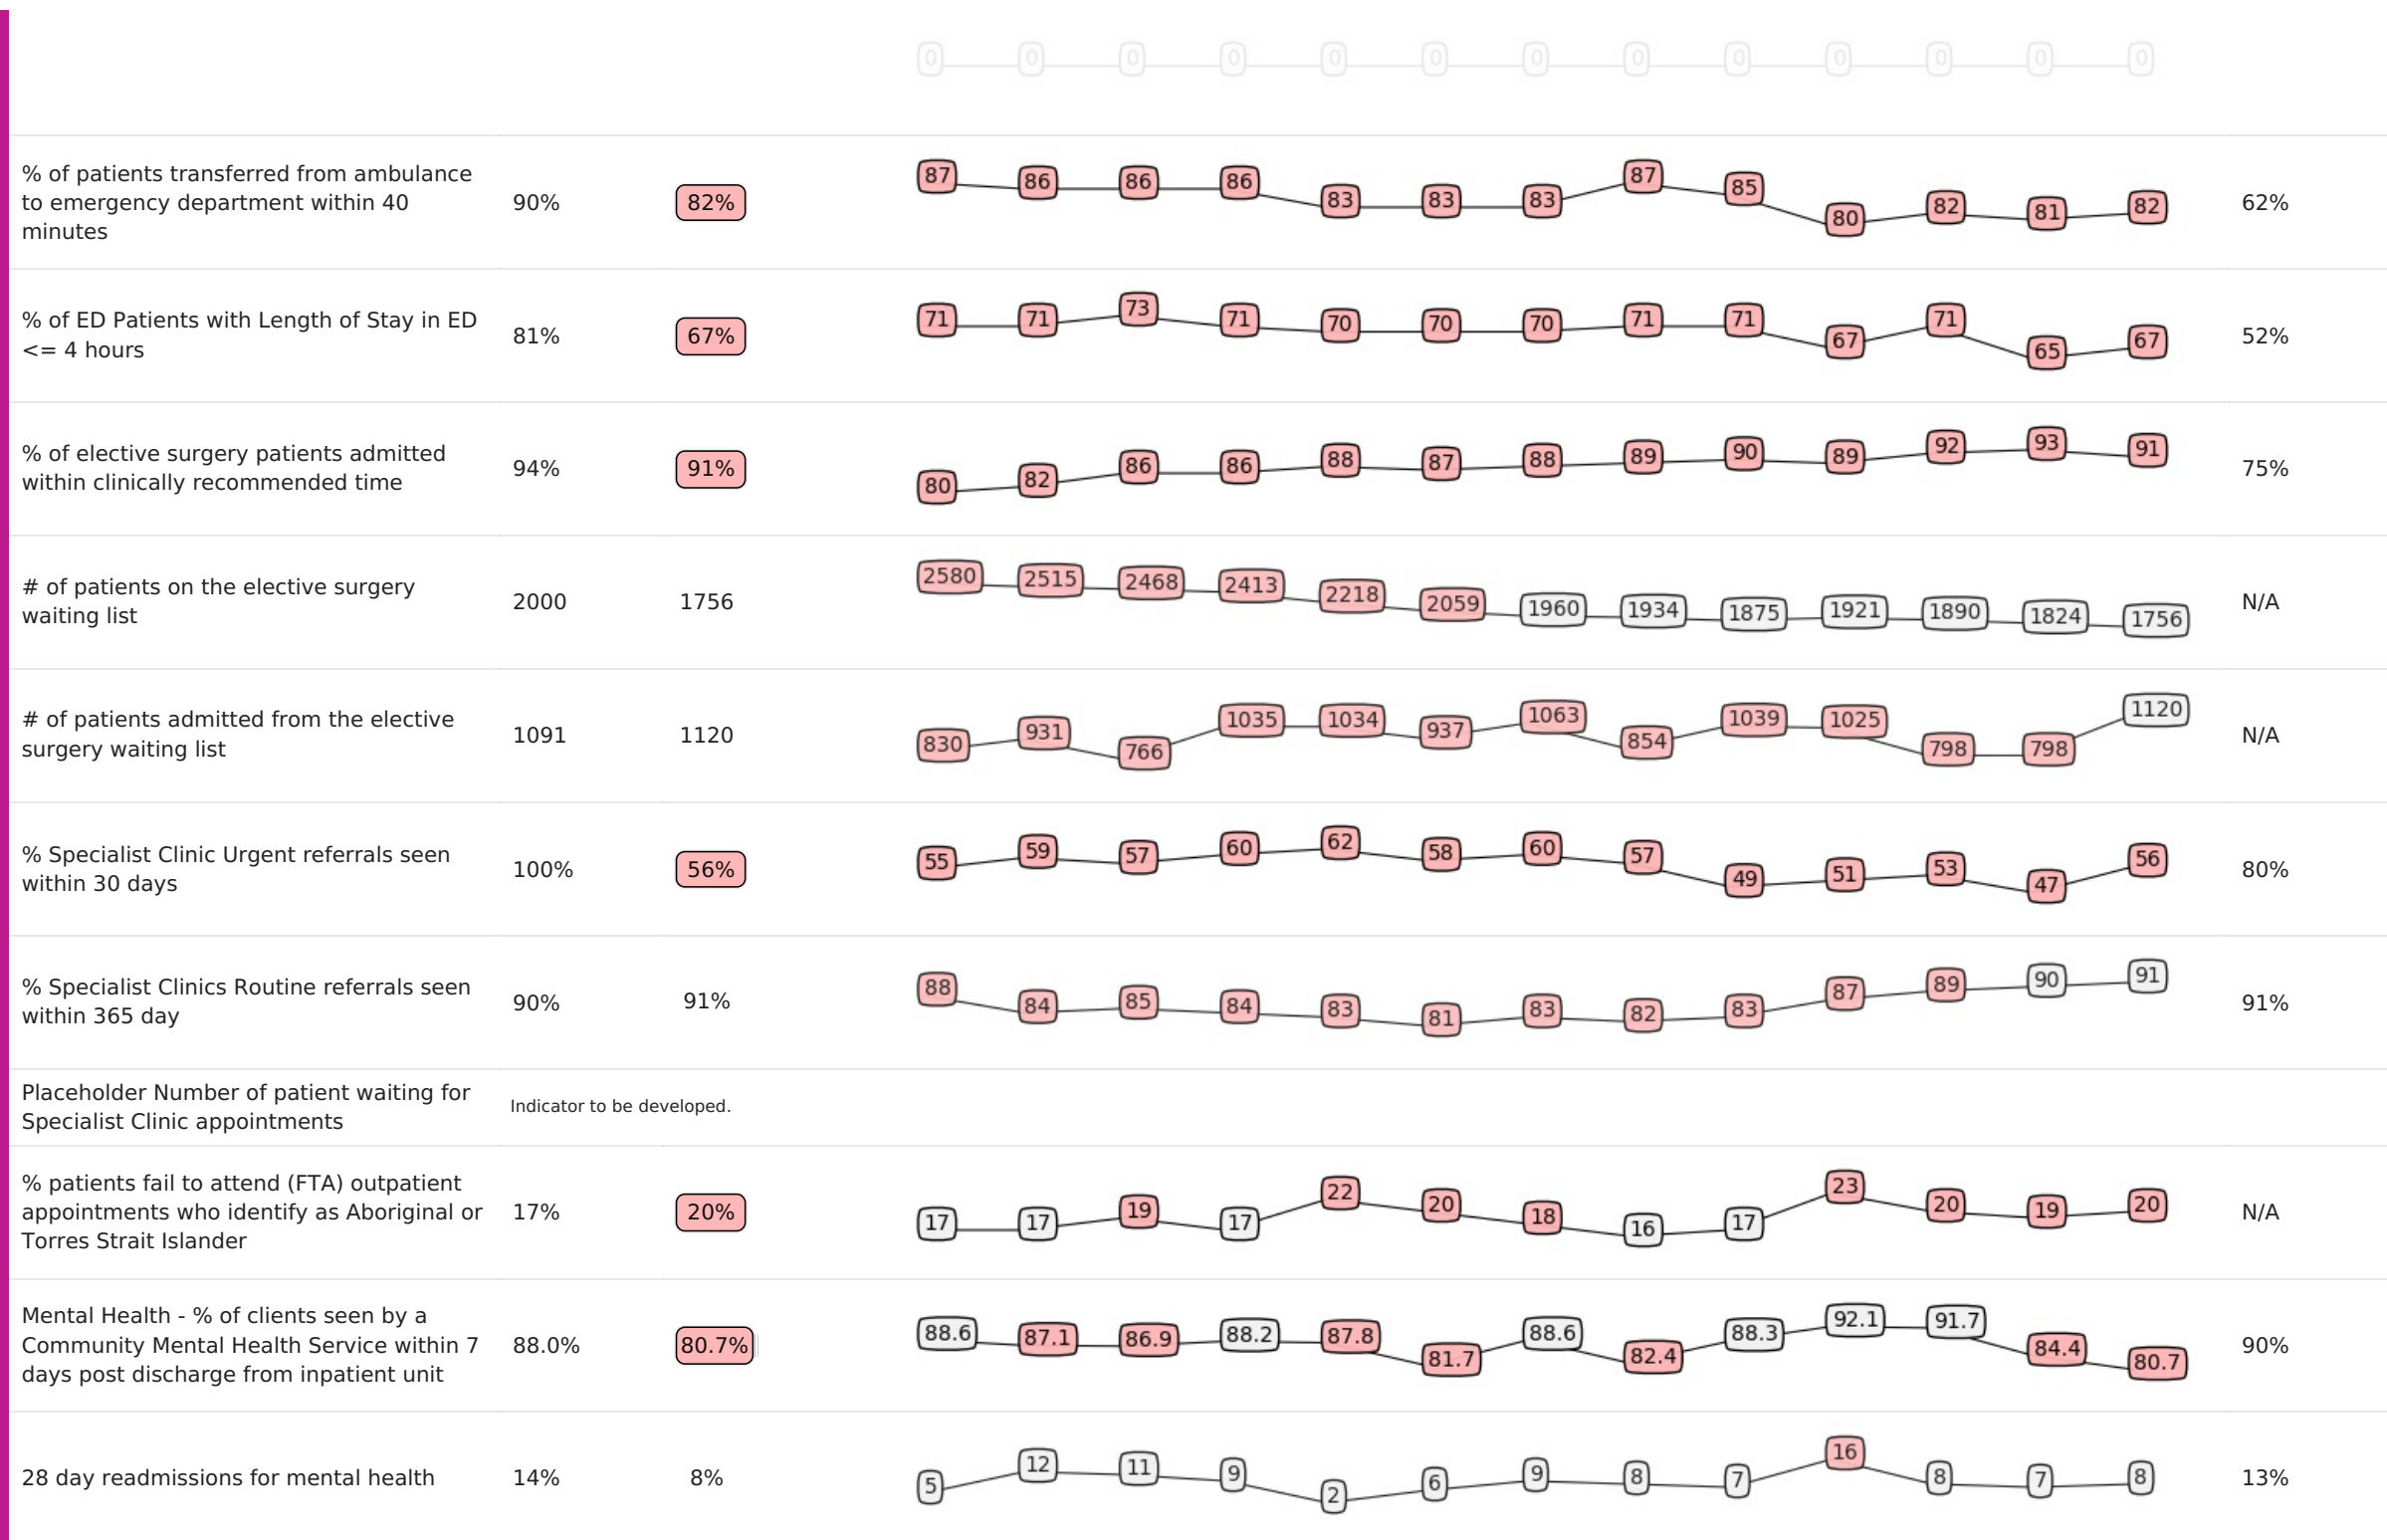 0 0 0 0 0 0 0 0 0 0 0 0 0
% of patients transferred from ambulance
to emergency department within 40
minutes
90% 82% 87 86 86 86 83 83 83 87 85 80 82 81 82 62%
% of ED Patients with Length of Stay in ED
<= 4 hours
81% 67% 71 71 73 71 70 70 70 71 71 67 71 65 67 52%
% of elective surgery patients admitted
within clinically recommended time
94% 91% 80 82 86 86 88 87 88 89 90 89 92 93 91 75%
# of patients on the elective surgery
waiting list
2000 1756 2580 2515 2468 2413 2218 2059 1960 1934 1875 1921 1890 1824 1756 N/A
# of patients admitted from the elective
surgery waiting list
1091 1120 830 931 766 1035 1034 937 1063 854 1039 1025 798 798 1120 N/A
% Specialist Clinic Urgent referrals seen
within 30 days
100% 56% 55 59 57 60 62 58 60 57 49 51 53 47 56 80%
% Specialist Clinics Routine referrals seen
within 365 day
90% 91% 88 84 85 84 83 81 83 82 83 87 89 90 91 91%
Placeholder Number of patient waiting for
Specialist Clinic appointments
Indicator to be developed.
% patients fail to attend (FTA) outpatient
appointments who identify as Aboriginal or
Torres Strait Islander
17% 20% 17 17 19 17 22 20 18 16 17 23 20 19 20 N/A
Mental Health - % of clients seen by a
Community Mental Health Service within 7
days post discharge from inpatient unit
88.0% 80.7% 88.6 87.1 86.9 88.2 87.8 81.7 88.6 82.4 88.3 92.1 91.7 84.4 80.7 90%
28 day readmissions for mental health
14% 8% 5 12 11 9 2 6 9 8 7 16 8 7 8 13%